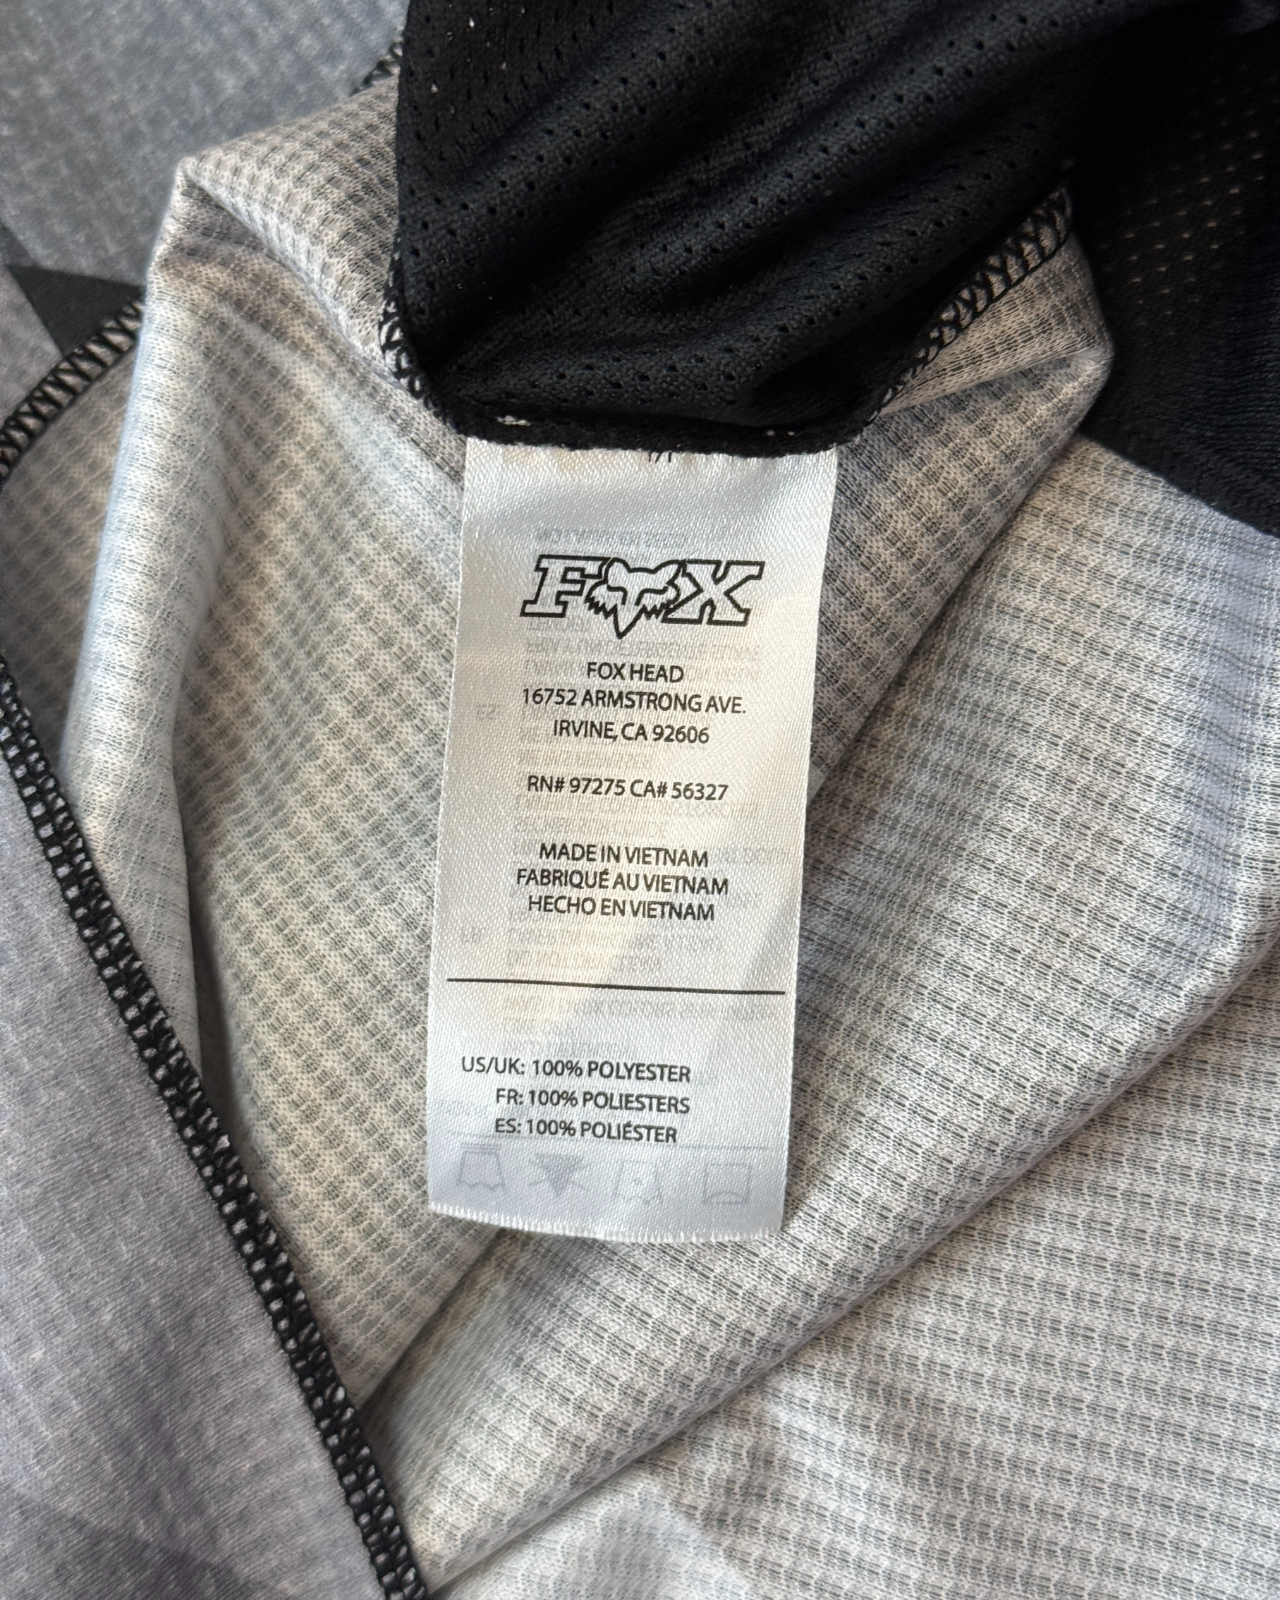 FOX
FOX HEAD
16752 ARMSTRONG AVE.
IRVINE, CA 92606
RN# 97275 CA# 56327
MADE IN VIETNAM
FABRIQUÉ AU VIETNAM
HECHO EN VIETNAM
US/UK: 100% POLYESTER
FR: 100% POLIESTERS
ES: 100% POLIÉSTER